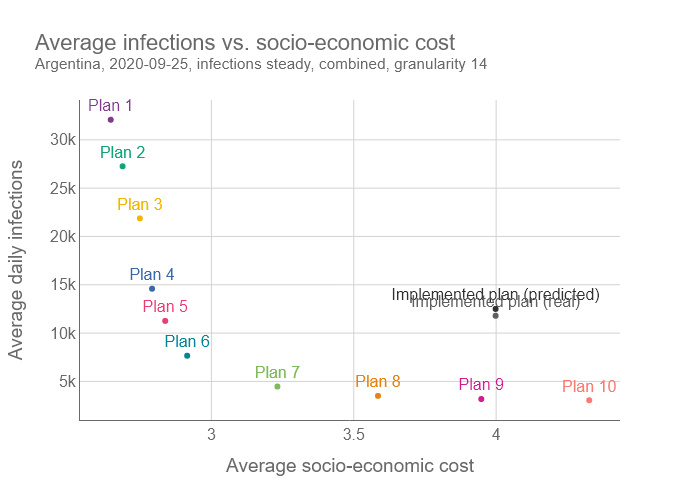 Average infections vs. socio-economic cost
Argentina, 2020-09-25, infections steady, combined, granularity 14
Average daily infections
30k
25k
20k
15k
10k
5k
Plan 1
Plan 2
Plan 3
Plan 4
Plan 5
Plan 6
Plan 7
Plan 8
Plan 9
Plan 10
Implemented plan (predicted)
Implemented plan (real)
3
3.5
4
Average socio-economic cost